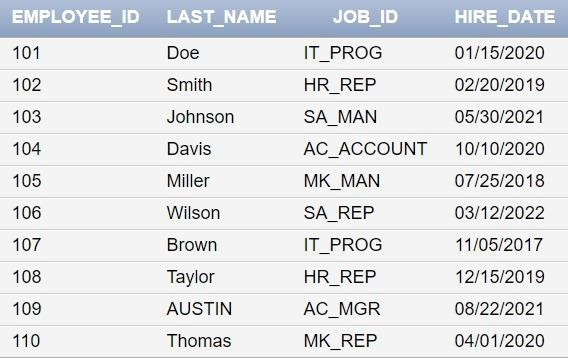 EMPLOYEE_ID LAST_NAME JOB_ID HIRE_DATE
101 Doe IT_PROG 01/15/2020
102 Smith HR_REP 02/20/2019
103 Johnson SA_MAN 05/30/2021
104 Davis AC_ACCOUNT 10/10/2020
105 Miller MK_MAN 07/25/2018
106 Wilson SA_REP 03/12/2022
107 Brown IT_PROG 11/05/2017
108 Taylor HR_REP 12/15/2019
109 AUSTIN AC_MGR 08/22/2021
110 Thomas MK_REP 04/01/2020